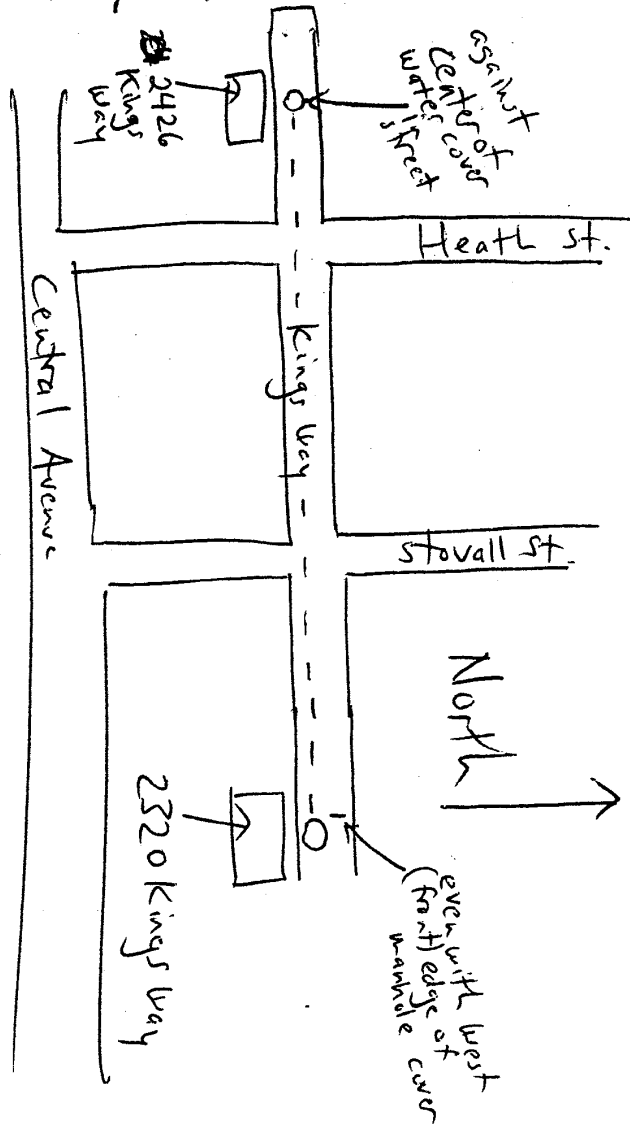 against
center of
water cover
in
street
2426
Kings
Way
Heath St.
Kings Way
Central Avenue
Stovall St.
North
2320 Kings Way
even with west
(front) edge of
manhole cover